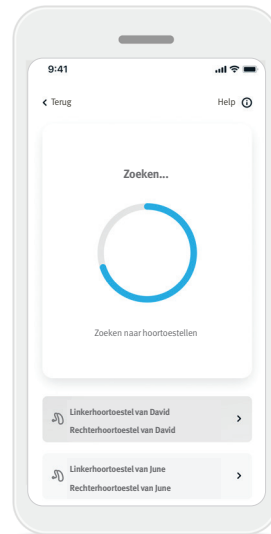 9:41
Terug
Help
Zoeken...
Zoeken naar hoortoestellen
Linkerhoortoestel van David
Rechterhoortoestel van David
Linkerhoortoestel van June
Rechterhoortoestel van June